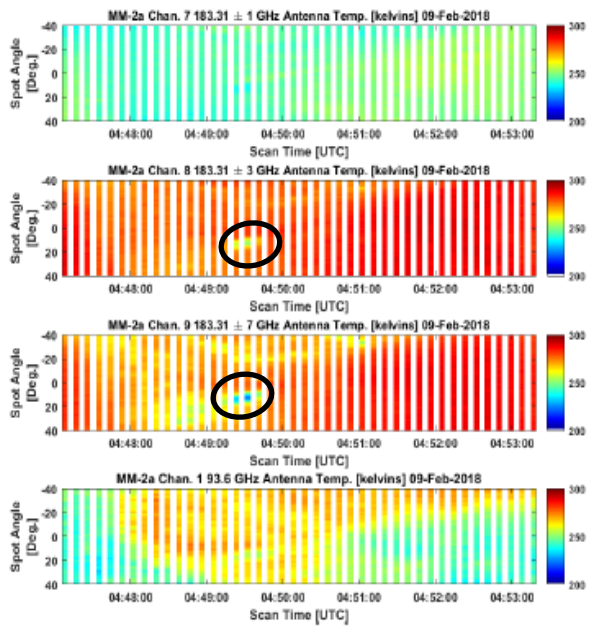 MM-2a Chan. 7 183.31 ± 1 GHz Antenna Temp. [kelvins] 09-Feb-2018
Spot Angle
[Deg.]
-40
-20
0
20
40
300
250
200
04:48:00 04:49:00 04:50:00 04:51:00 04:52:00 04:53:00
Scan Time [UTC]
MM-2a Chan. 8 183.31 ± 3 GHz Antenna Temp. [kelvins] 09-Feb-2018
Spot Angle
[Deg.]
-40
-20
0
20
40
300
250
200
04:48:00 04:49:00 04:50:00 04:51:00 04:52:00 04:53:00
Scan Time [UTC]
MM-2a Chan. 9 183.31 ± 7 GHz Antenna Temp. [kelvins] 09-Feb-2018
Spot Angle
[Deg.]
-40
-20
0
20
40
300
250
200
04:48:00 04:49:00 04:50:00 04:51:00 04:52:00 04:53:00
Scan Time [UTC]
MM-2a Chan. 1 93.6 GHz Antenna Temp. [kelvins] 09-Feb-2018
Spot Angle
[Deg.]
-40
-20
0
20
40
300
250
200
04:48:00 04:49:00 04:50:00 04:51:00 04:52:00 04:53:00
Scan Time [UTC]